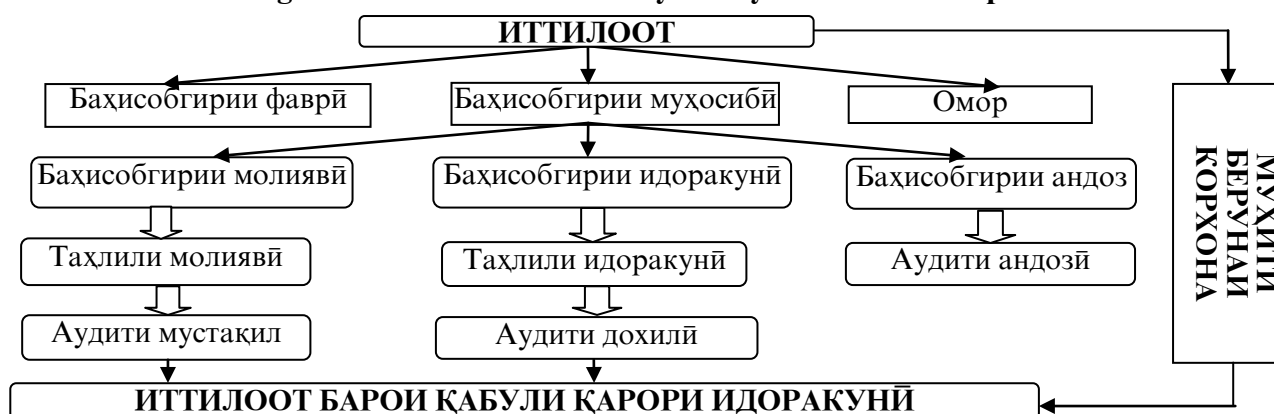 ИТТИЛООТ
Баҳисобгирии фаврӣ
Баҳисобгирии муҳосибӣ
Омор
Баҳисобгирии молиявӣ
Баҳисобгирии идоракунӣ
Баҳисобгирии андоз
Таҳлили молиявӣ
Таҳлили идоракунӣ
Аудити андозӣ
Аудити мустақил
Аудити дохилӣ
МУҲИТИ
БЕРУНАИ
КОРХОНА
ИТТИЛООТ БАРОИ ҚАБУЛИ ҚАРОРИ ИДОРАКУНӢ